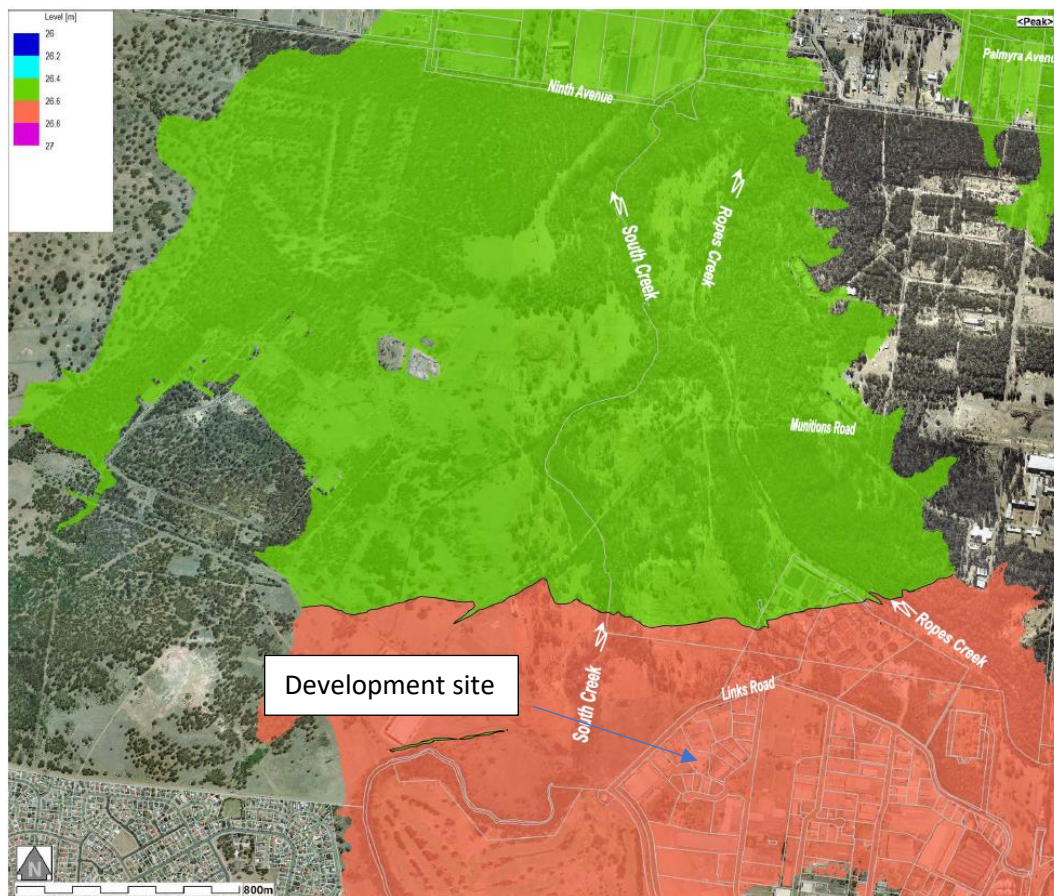 Level [m]
26
26.2
26.4
26.6
26.8
27
<Peak>
Palmyra Avenue
Ninth Avenue
South Creek
Ropes Creek
Munitions Road
Ropes Creek
Links Road
South Creek
Development site
N
800m